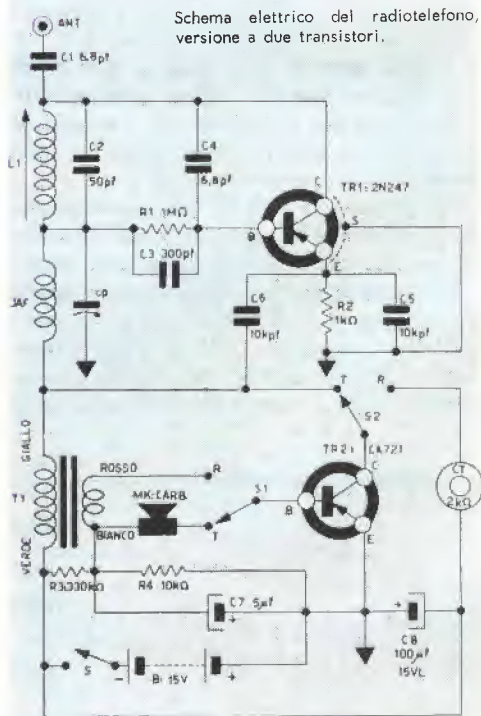 Schema elettrico del radiotelefono,
versione a due transistori.
ANT
C1 6,8pf
L1
C2
50pf
C4
6,8pf
R1 1MΩ
C3 300pf
TR1: 2N247
C
S
B
E
JAF
Cp
C6
10kpf
R2
1kΩ
C5
10kpf
T
R
S2
GIALLO
T1
VERDE
ROSSO
R
MK:CARB.
BIANCO
T
S1
TR2: CK721
C
B
E
CT
2kΩ
R3:330kΩ
R4 10kΩ
C7 5µf
+
C8
100µf
15VL
+
S
-
B: 15V
+